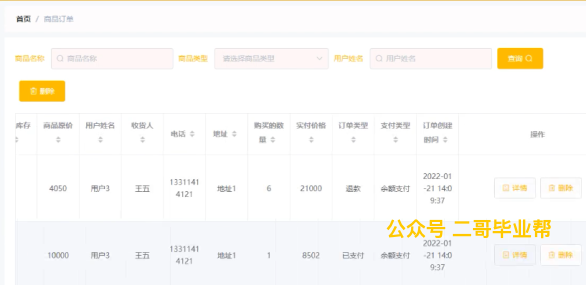 首页 / 商品订单
商品名称 商品名称 商品类型 请选择商品类型 用户姓名 用户姓名 查询
删除
库存 商品原价 用户姓名 收货人 电话 地址 购买的数量 实付价格 订单类型 支付类型 订单创建时间 操作
4050 用户3 王五 13311414121 地址1 6 21000 退款 余额支付 2022-01-21 14:09:37 详情 删除
公众号 二哥毕业帮
10000 用户3 王五 13311414121 地址1 1 8502 已支付 余额支付 2022-01-21 14:09:37 详情 删除